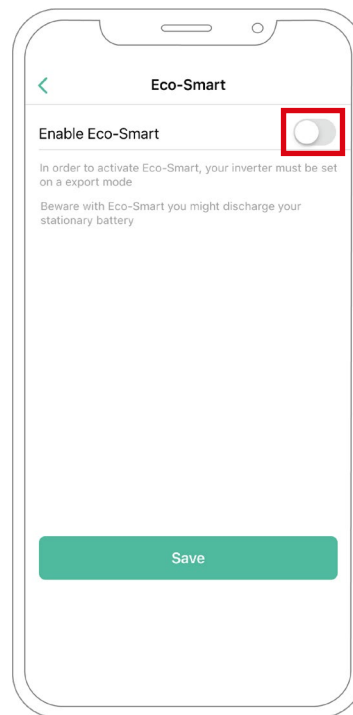 Eco-Smart
Enable Eco-Smart
In order to activate Eco-Smart, your inverter must be set
on a export mode
Beware with Eco-Smart you might discharge your
stationary battery
Save